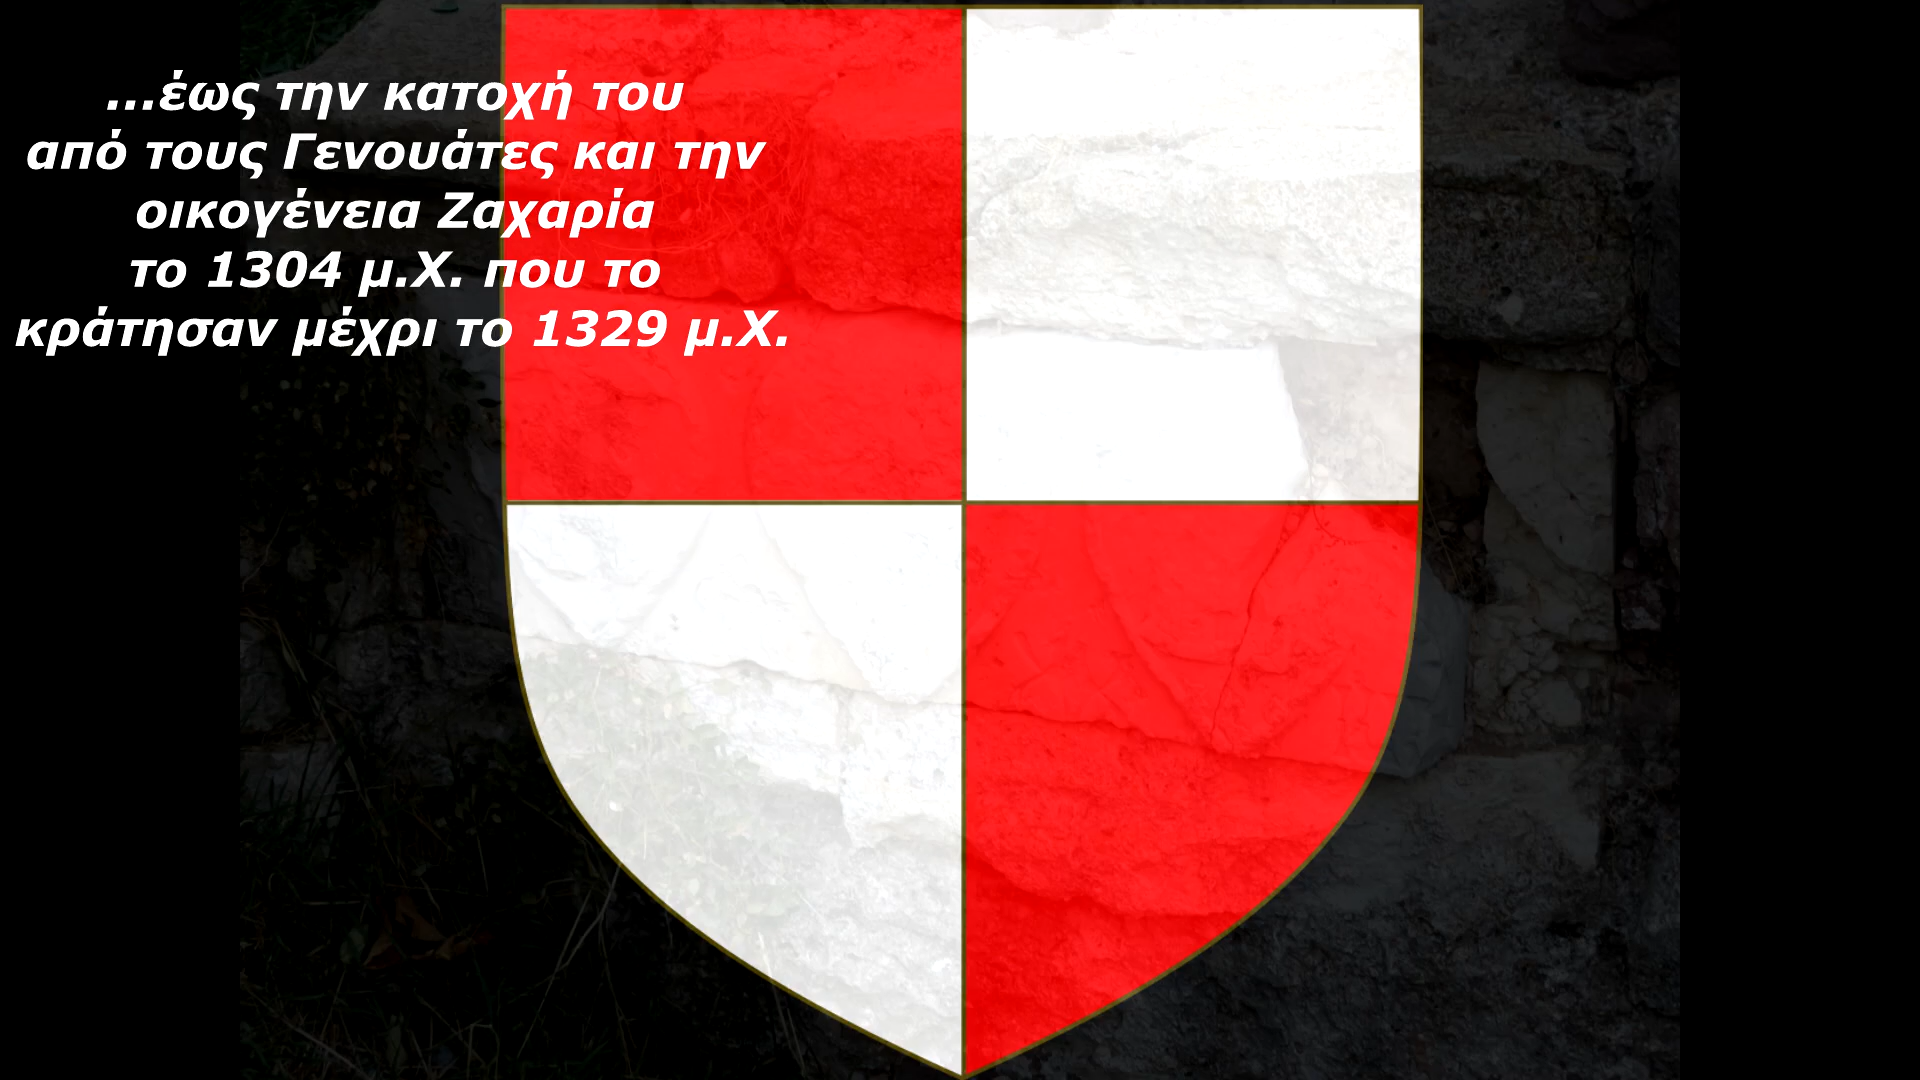 ...έως την κατοχή του
από τους Γενουάτες και την
οικογένεια Ζαχαρία
το 1304 μ.Χ. που το
κράτησαν μέχρι το 1329 μ.Χ.